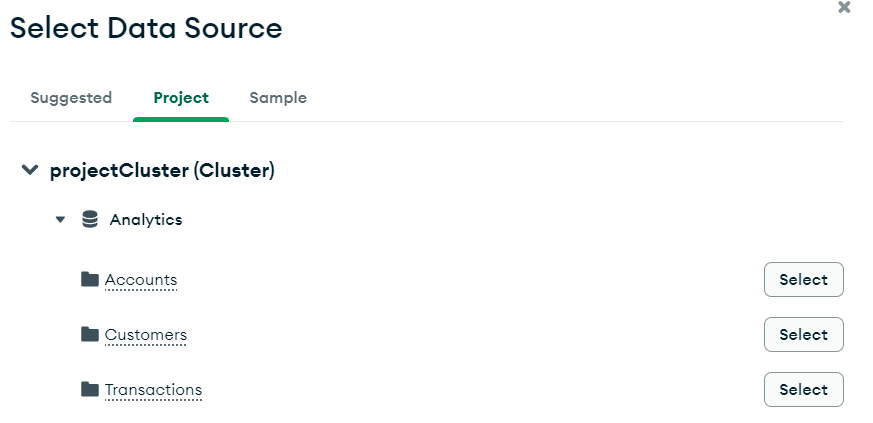 Select Data Source
Suggested Project Sample
projectCluster (Cluster)
Analytics
Accounts Select
Customers Select
Transactions Select